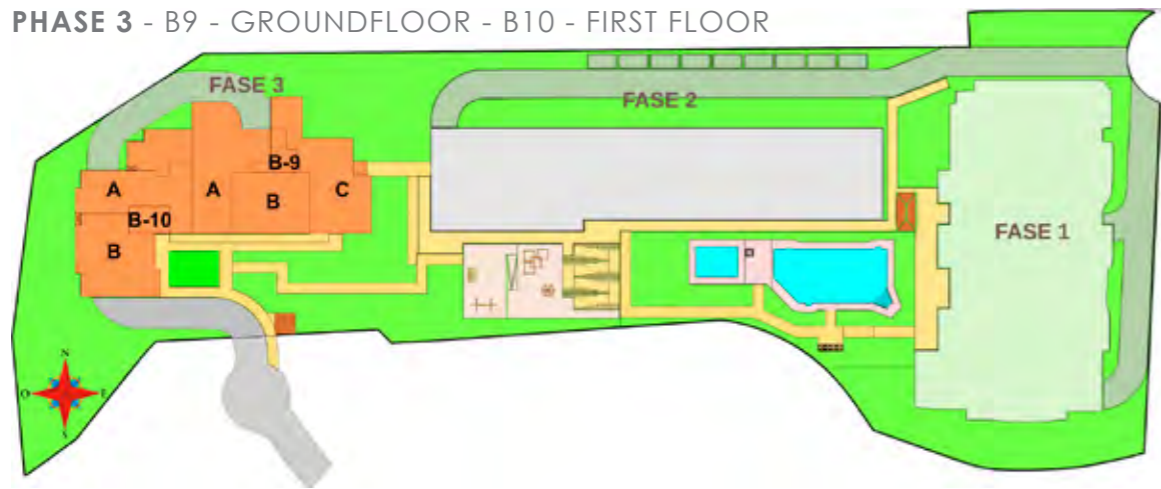 PHASE 3 - B9 - GROUNDFLOOR - B10 - FIRST FLOOR
FASE 3
FASE 2
B-9
A
A
B
C
B-10
B
FASE 1
N
O
E
S